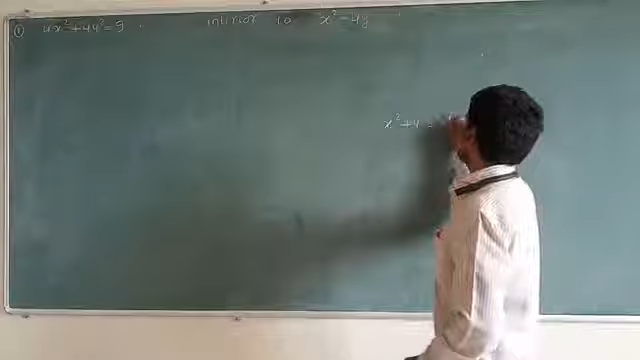 ① 4x²+4y²=9 . interior to x²=4y
x²+y =